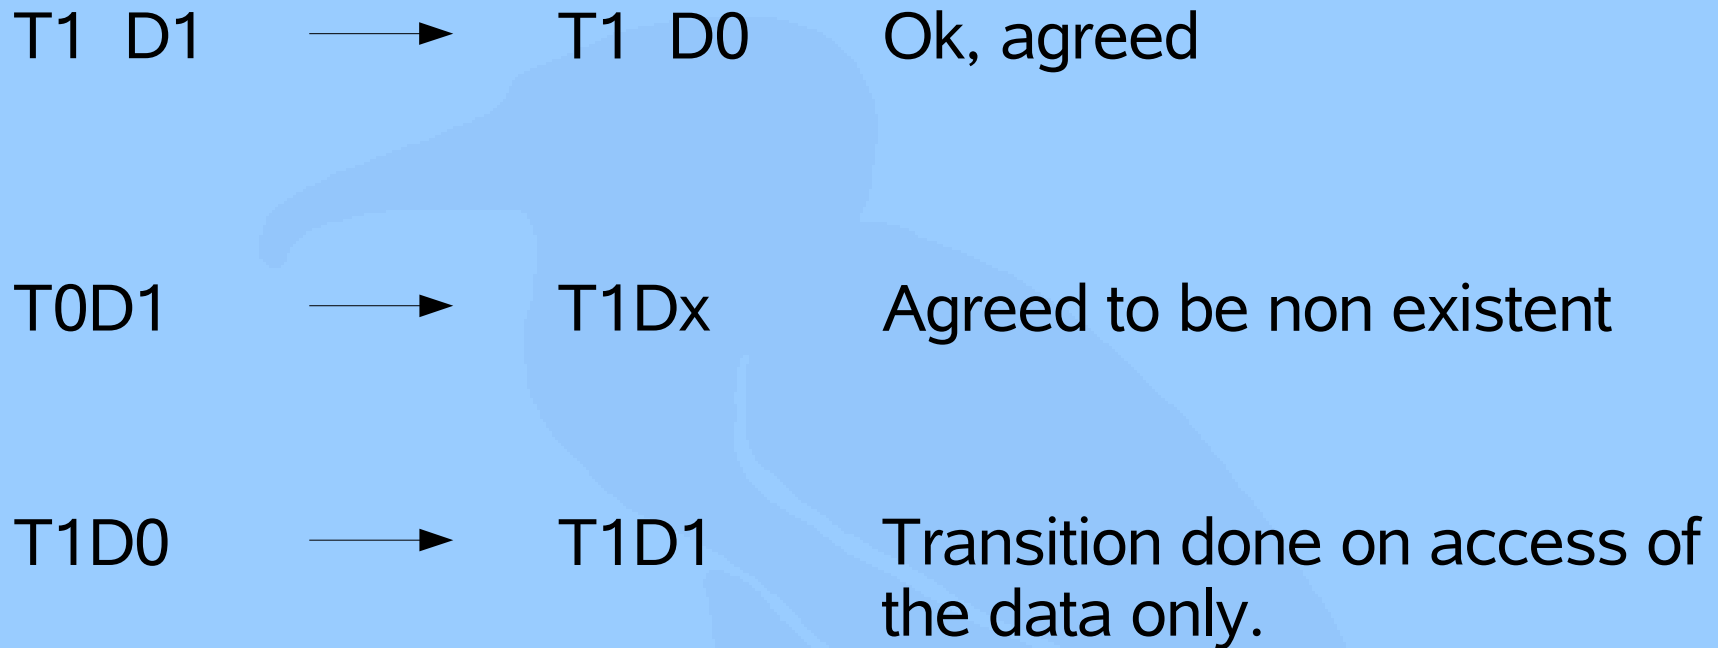 T1 D1 T1 D0 Ok, agreed
T0D1 T1Dx Agreed to be non existent
T1D0 T1D1 Transition done on access of
the data only.